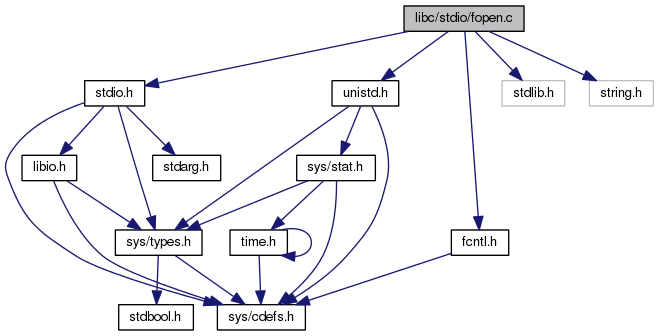 libc/stdio/fopen.c
stdio.h
unistd.h
stdlib.h
string.h
libio.h
stdarg.h
sys/stat.h
sys/types.h
time.h
fcntl.h
stdbool.h
sys/cdefs.h